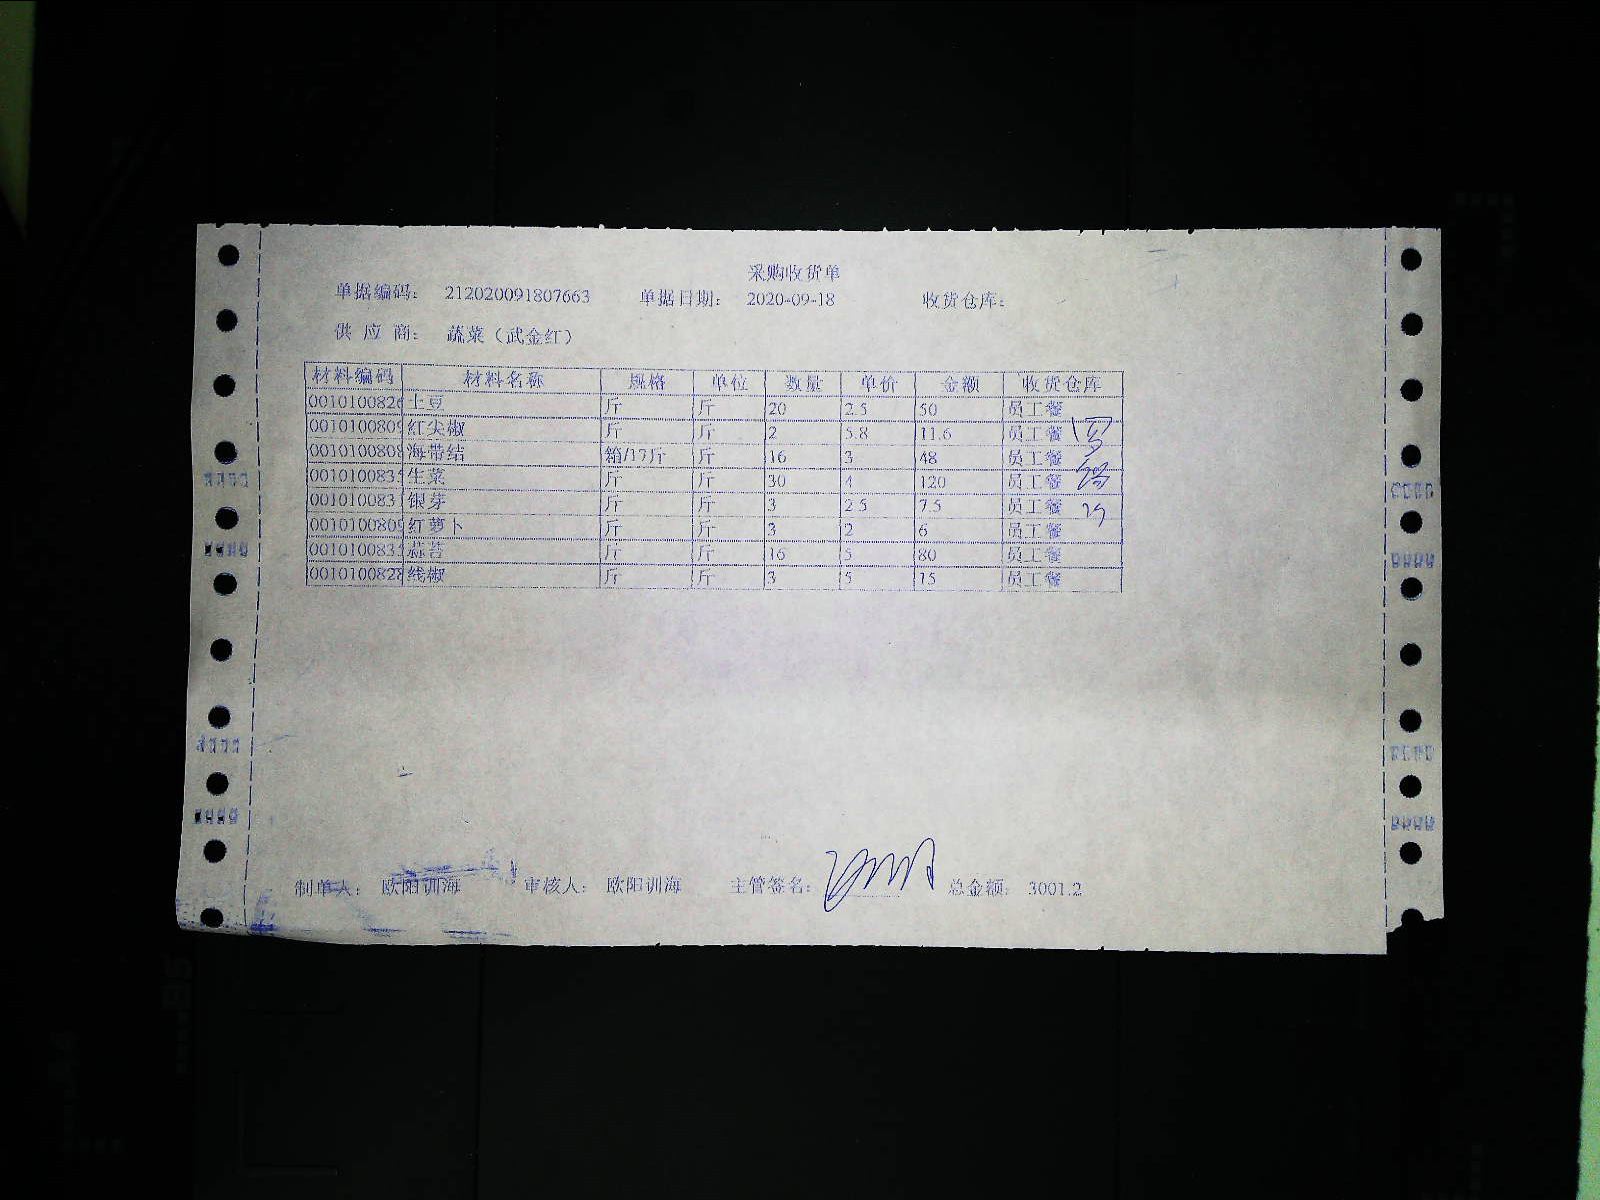 采购收货单
单据编码: 212020091807663 单据日期: 2020-09-18 收货仓库:
供 应 商: 蔬菜（武金红）
材料编码 材料名称 规格 单位 数量 单价 金额 收货仓库
0010100826 土豆 斤 斤 20 2.5 50 员工餐
0010100809 红尖椒 斤 斤 2 5.8 11.6 员工餐
0010100808 海带结 箱/17斤 斤 16 3 48 员工餐
001010083 生菜 斤 斤 30 4 120 员工餐
001010083 银芽 斤 斤 3 2.5 7.5 员工餐
0010100809 红萝卜 斤 斤 3 2 6 员工餐
001010083 蒜苔 斤 斤 16 5 80 员工餐
0010100828 线椒 斤 斤 3 5 15 员工餐
制单人: 欧阳训海 审核人: 欧阳训海 主管签名: 总金额: 3001.2